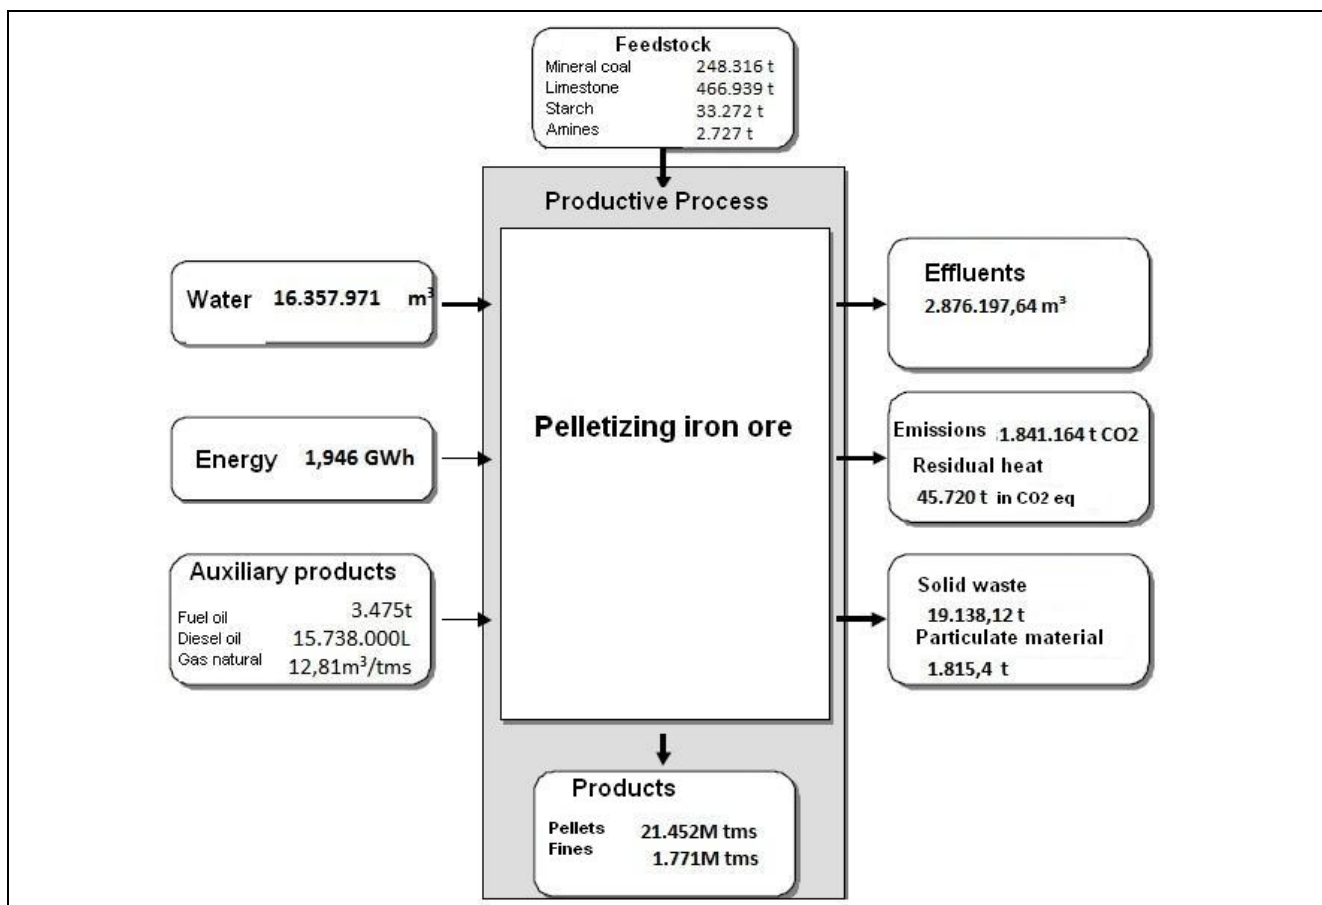 Feedstock
Mineral coal 248.316 t
Limestone 466.939 t
Starch 33.272 t
Amines 2.727 t
Productive Process
Water 16.357.971 m³
Energy 1,946 GWh
Auxiliary products
Fuel oil 3.475t
Diesel oil 15.738.000L
Gas natural 12,81m³/tms
Pelletizing iron ore
Effluents
2.876.197,64 m³
Emissions 1.841.164 t CO2
Residual heat
45.720 t in CO2 eq
Solid waste
19.138,12 t
Particulate material
1.815,4 t
Products
Pellets 21.452M tms
Fines 1.771M tms